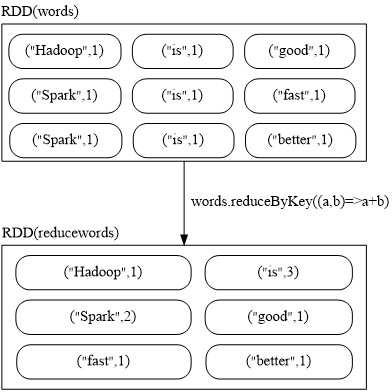 RDD(words)
("Hadoop",1) ("is",1) ("good",1)
("Spark",1) ("is",1) ("fast",1)
("Spark",1) ("is",1) ("better",1)
words.reduceByKey((a,b)=>a+b)
RDD(reducewords)
("Hadoop",1) ("is",3)
("Spark",2) ("good",1)
("fast",1) ("better",1)